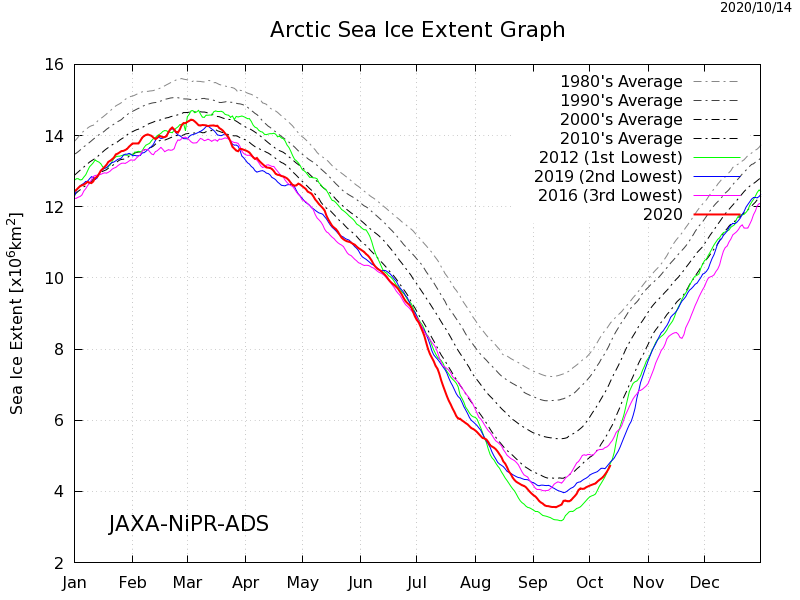 2020/10/14
Arctic Sea Ice Extent Graph
Sea Ice Extent [x10⁶km²]
16
14
12
10
8
6
4
2
1980's Average
1990's Average
2000's Average
2010's Average
2012 (1st Lowest)
2019 (2nd Lowest)
2016 (3rd Lowest)
2020
JAXA-NiPR-ADS
Jan Feb Mar Apr May Jun Jul Aug Sep Oct Nov Dec